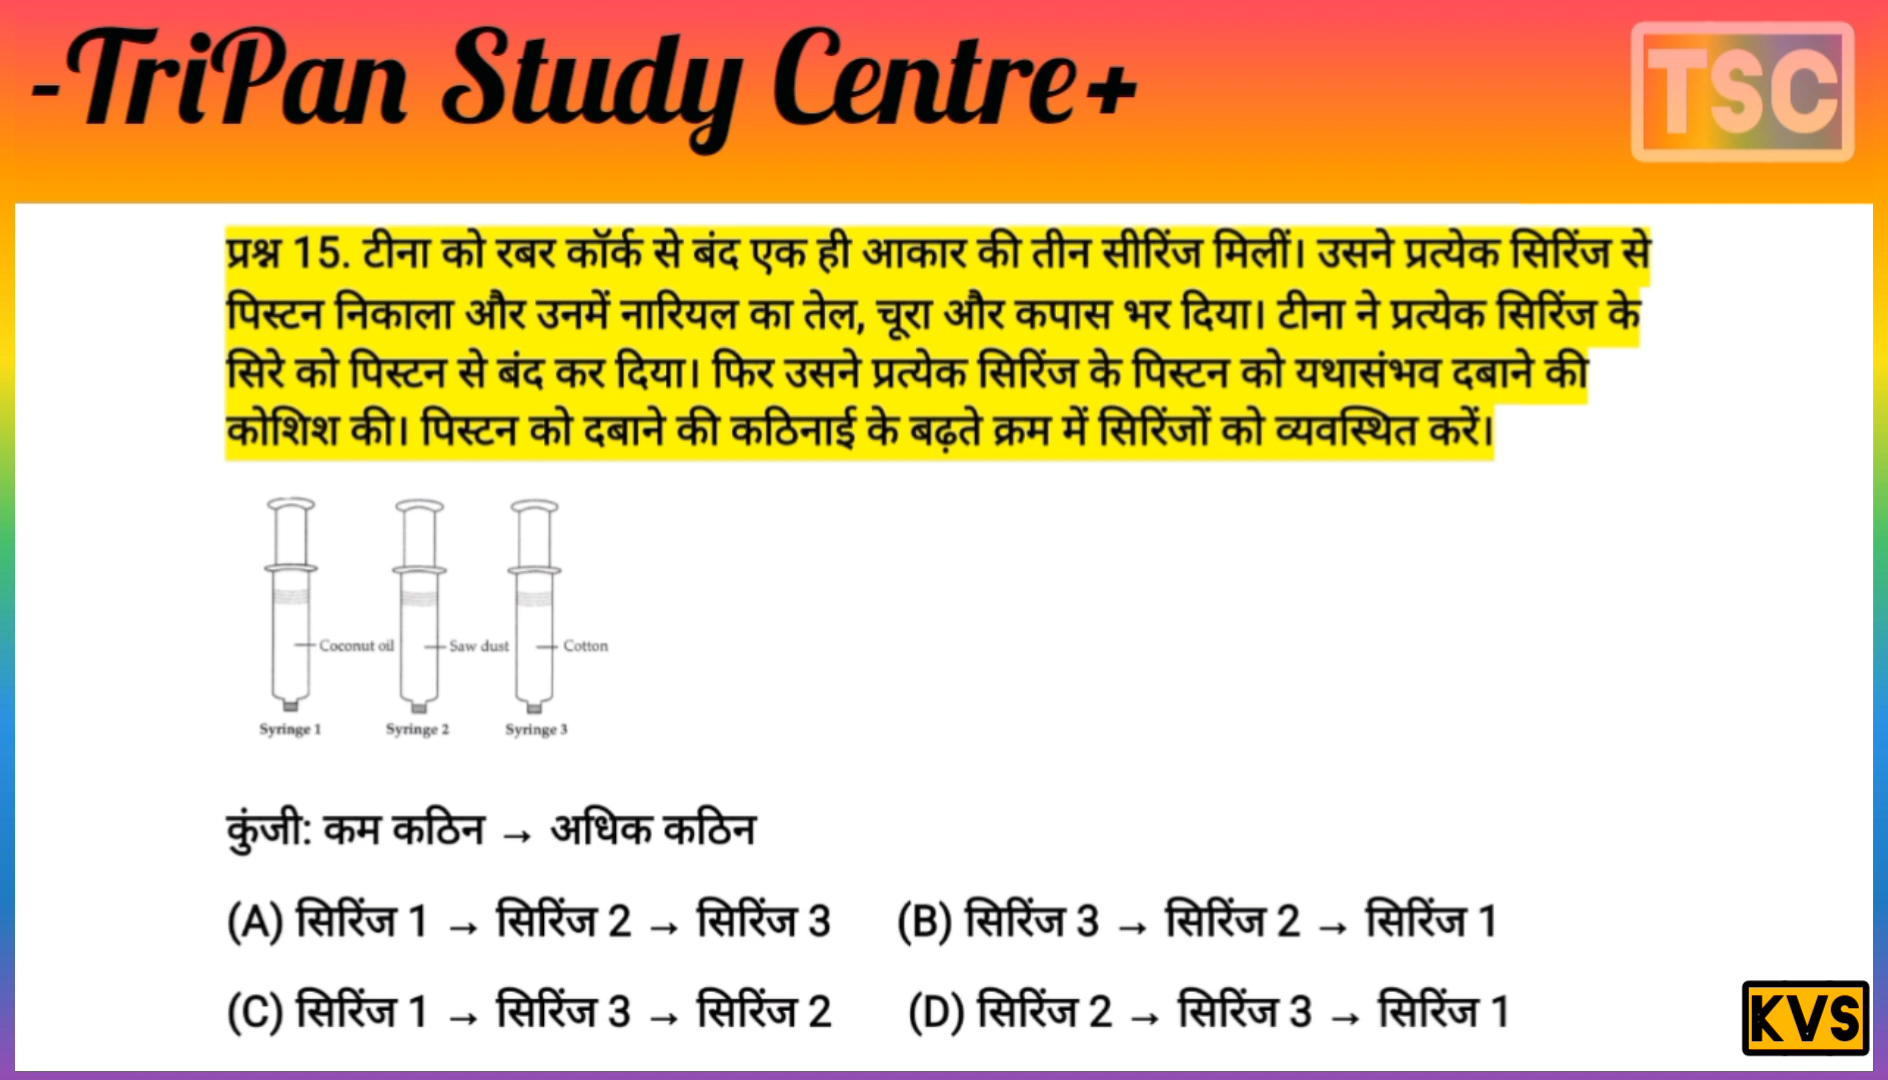 -TriPan Study Centre+
TSC
प्रश्न 15. टीना को रबर कॉर्क से बंद एक ही आकार की तीन सीरिंज मिलीं। उसने प्रत्येक सिरिंज से
पिस्टन निकाला और उनमें नारियल का तेल, चूरा और कपास भर दिया। टीना ने प्रत्येक सिरिंज के
सिरे को पिस्टन से बंद कर दिया। फिर उसने प्रत्येक सिरिंज के पिस्टन को यथासंभव दबाने की
कोशिश की। पिस्टन को दबाने की कठिनाई के बढ़ते क्रम में सिरिंजों को व्यवस्थित करें।
Coconut oil Saw dust Cotton
Syringe 1 Syringe 2 Syringe 3
कुंजी: कम कठिन → अधिक कठिन
(A) सिरिंज 1 → सिरिंज 2 → सिरिंज 3 (B) सिरिंज 3 → सिरिंज 2 → सिरिंज 1
(C) सिरिंज 1 → सिरिंज 3 → सिरिंज 2 (D) सिरिंज 2 → सिरिंज 3 → सिरिंज 1
KVS